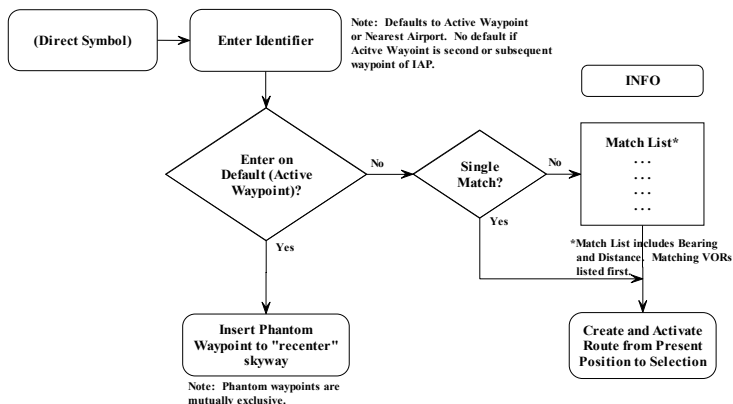 (Direct Symbol)
Enter Identifier
Note: Defaults to Active Waypoint
or Nearest Airport. No default if
Acitve Wayoint is second or subsequent
waypoint of IAP.
INFO
Enter on
Default (Active
Waypoint)?
No
Single
Match?
No
Match List*
. . .
. . .
. . .
. . .
Yes
Yes
*Match List includes Bearing
and Distance. Matching VORs
listed first.
Insert Phantom
Waypoint to "recenter"
skyway
Create and Activate
Route from Present
Position to Selection
Note: Phantom waypoints are
mutually exclusive.